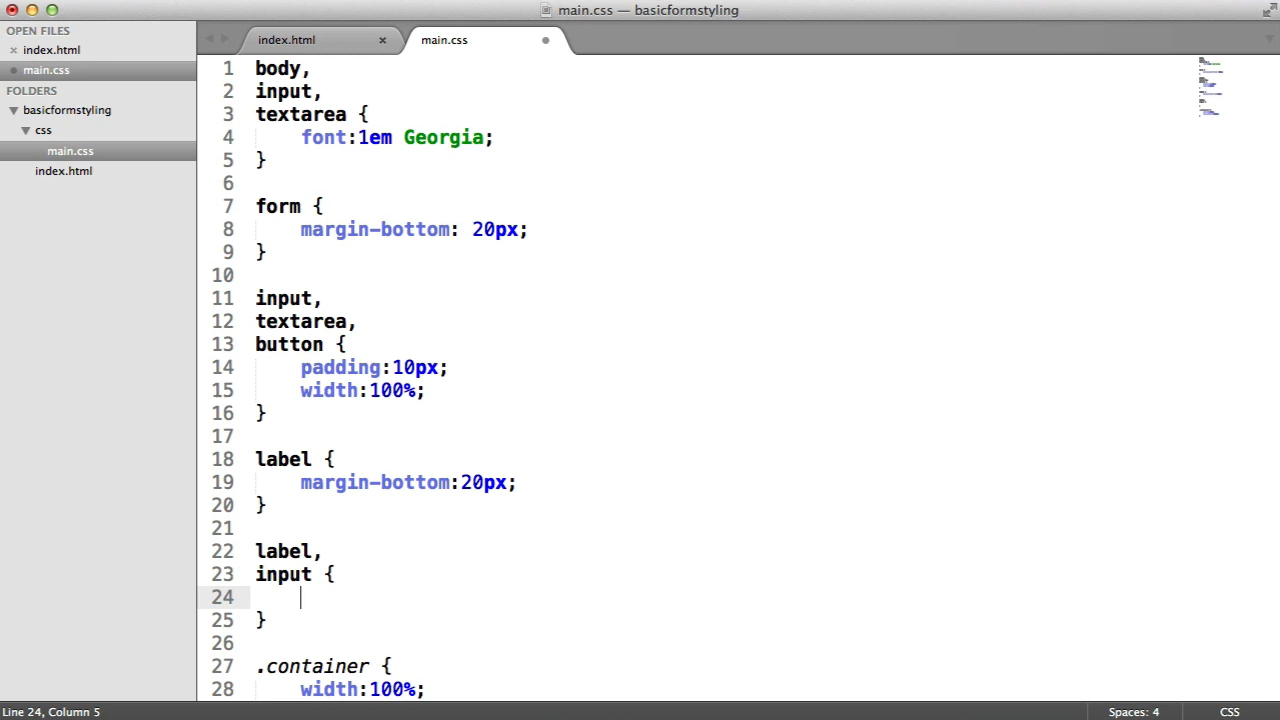 main.css — basicformstyling
OPEN FILES
index.html
main.css
FOLDERS
basicformstyling
css
main.css
index.html
index.html
main.css
1 body,
2 input,
3 textarea {
4 font:1em Georgia;
5 }
6
7 form {
8 margin-bottom: 20px;
9 }
10
11 input,
12 textarea,
13 button {
14 padding:10px;
15 width:100%;
16 }
17
18 label {
19 margin-bottom:20px;
20 }
21
22 label,
23 input {
24
25 }
26
27 .container {
28 width:100%;
Line 24, Column 5
Spaces: 4
CSS